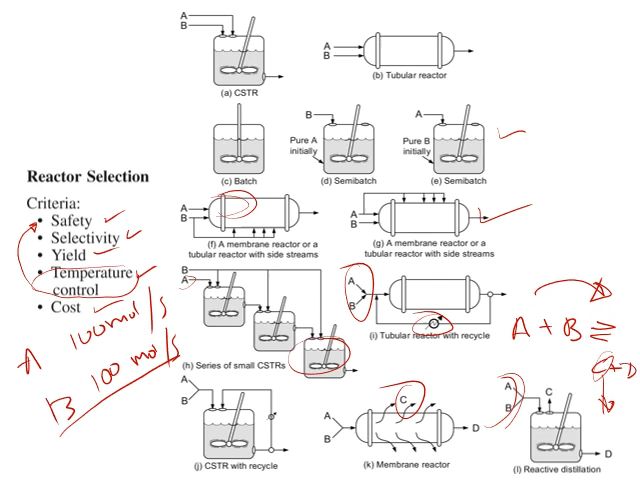 A
B
(a) CSTR
A
B
(b) Tubular reactor
Reactor Selection
Criteria:
• Safety
• Selectivity
• Yield
• Temperature
control
• Cost
A 100 mol/s
B 100 mol/s
(c) Batch
B
Pure A
initially
(d) Semibatch
A
Pure B
initially
(e) Semibatch
A
B
(f) A membrane reactor or a
tubular reactor with side streams
A
B
(g) A membrane reactor or a
tubular reactor with side streams
B
A
(h) Series of small CSTRs
A
B
(i) Tubular reactor with recycle
A + B ⇌
C+D
A
B
(j) CSTR with recycle
A
B
C
D
(k) Membrane reactor
A
B
C
D
(l) Reactive distillation